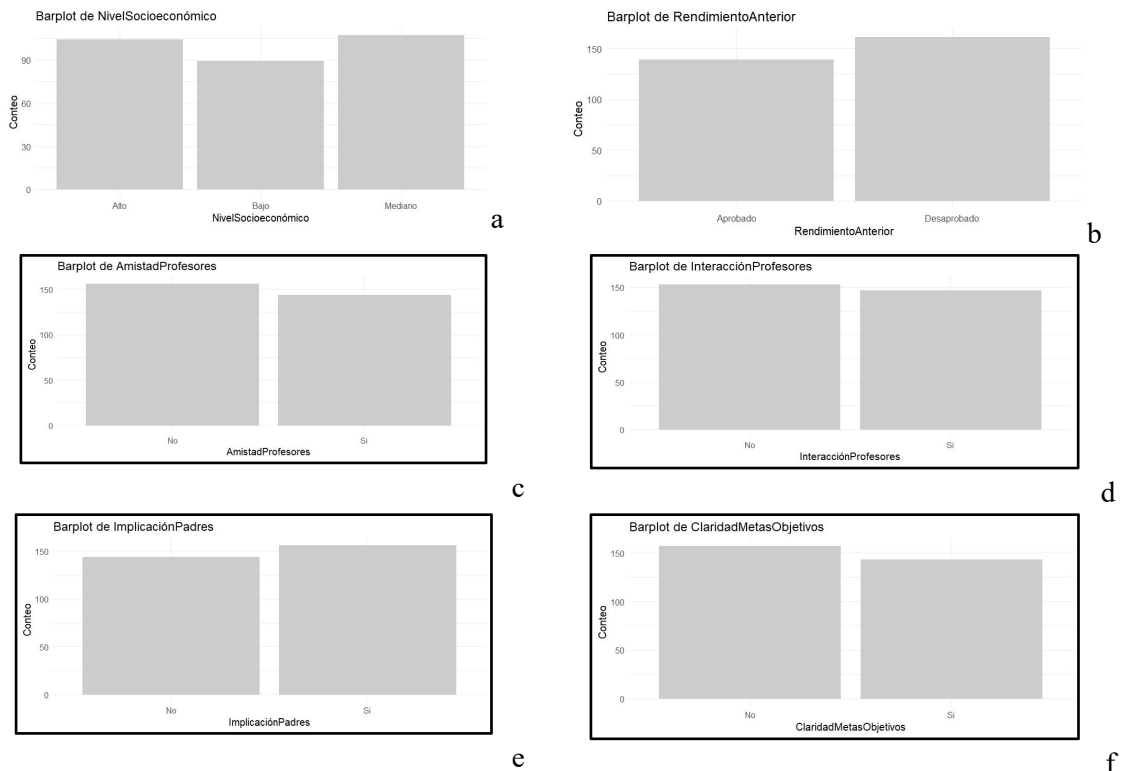 Barplot de NivelSocioeconómico
Conteo
90
60
30
0
Alto Bajo Mediano
NivelSocioeconómico
a
Barplot de RendimientoAnterior
Conteo
150
100
50
0
Aprobado Desaprobado
RendimientoAnterior
b
Barplot de AmistadProfesores
Conteo
150
100
50
0
No Si
AmistadProfesores
c
Barplot de InteracciónProfesores
Conteo
150
100
50
0
No Si
InteracciónProfesores
d
Barplot de ImplicaciónPadres
Conteo
150
100
50
0
No Si
ImplicaciónPadres
e
Barplot de ClaridadMetasObjetivos
Conteo
150
100
50
0
No Si
ClaridadMetasObjetivos
f